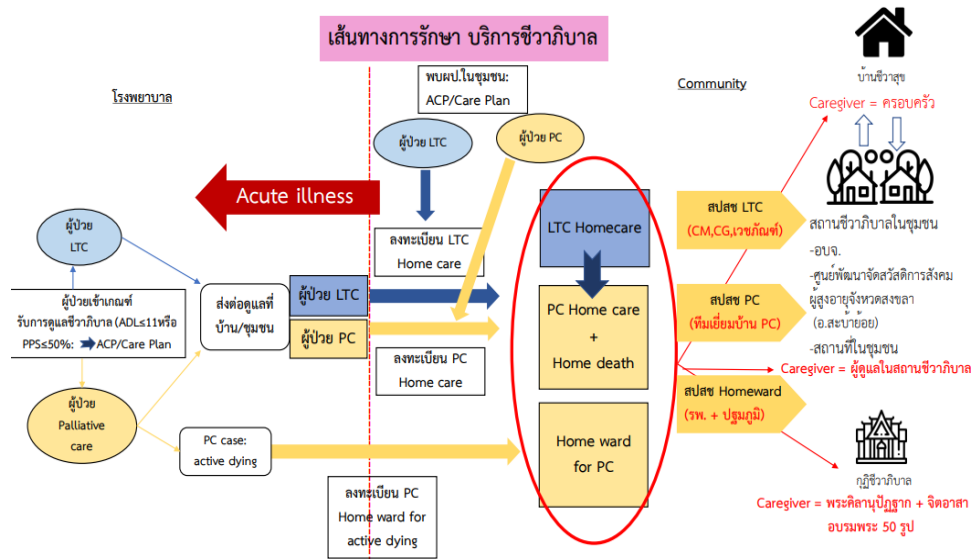 เส้นทางการรักษา บริการชีวาภิบาล
โรงพยาบาล
พบผป.ในชุมชน:
ACP/Care Plan
Community
บ้านชีวาสุข
Caregiver = ครอบครัว
ผู้ป่วย LTC
ผู้ป่วย PC
Acute illness
ผู้ป่วย
LTC
ลงทะเบียน LTC
Home care
LTC Homecare
สปสช LTC
(CM,CG,เวชภัณฑ์)
สถานชีวาภิบาลในชุมชน
-อบจ.
-ศูนย์พัฒนาจัดสวัสดิการสังคม
ผู้สูงอายุจังหวัดสงขลา
(อ.สะบ้าย้อย)
-สถานที่ในชุมชน
ผู้ป่วยเข้าเกณฑ์
รับการดูแลชีวาภิบาล (ADL≤11หรือ
PPS≤50%: ACP/Care Plan
ส่งต่อดูแลที่
บ้าน/ชุมชน
ผู้ป่วย LTC
ผู้ป่วย PC
PC Home care
+
Home death
สปสช PC
(ทีมเยี่ยมบ้าน PC)
ลงทะเบียน PC
Home care
Caregiver = ผู้ดูแลในสถานชีวาภิบาล
สปสช Homeward
(รพ. + ปฐมภูมิ)
ผู้ป่วย
Palliative
care
PC case:
active dying
Home ward
for PC
กุฏิชีวาภิบาล
ลงทะเบียน PC
Home ward for
active dying
Caregiver = พระคิลานุปัฏฐาก + จิตอาสา
อบรมพระ 50 รูป